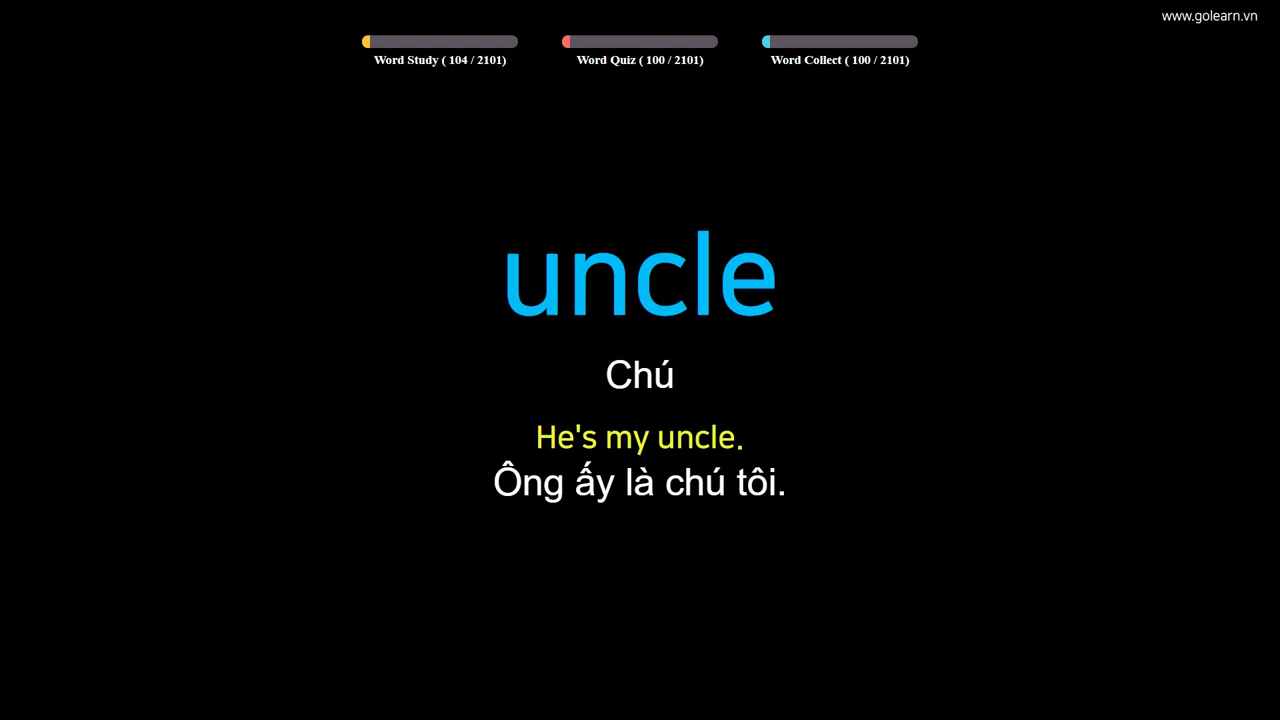 www.golearn.vn
Word Study ( 104 / 2101)
Word Quiz ( 100 / 2101)
Word Collect ( 100 / 2101)
uncle
Chú
He's my uncle.
Ông ấy là chú tôi.